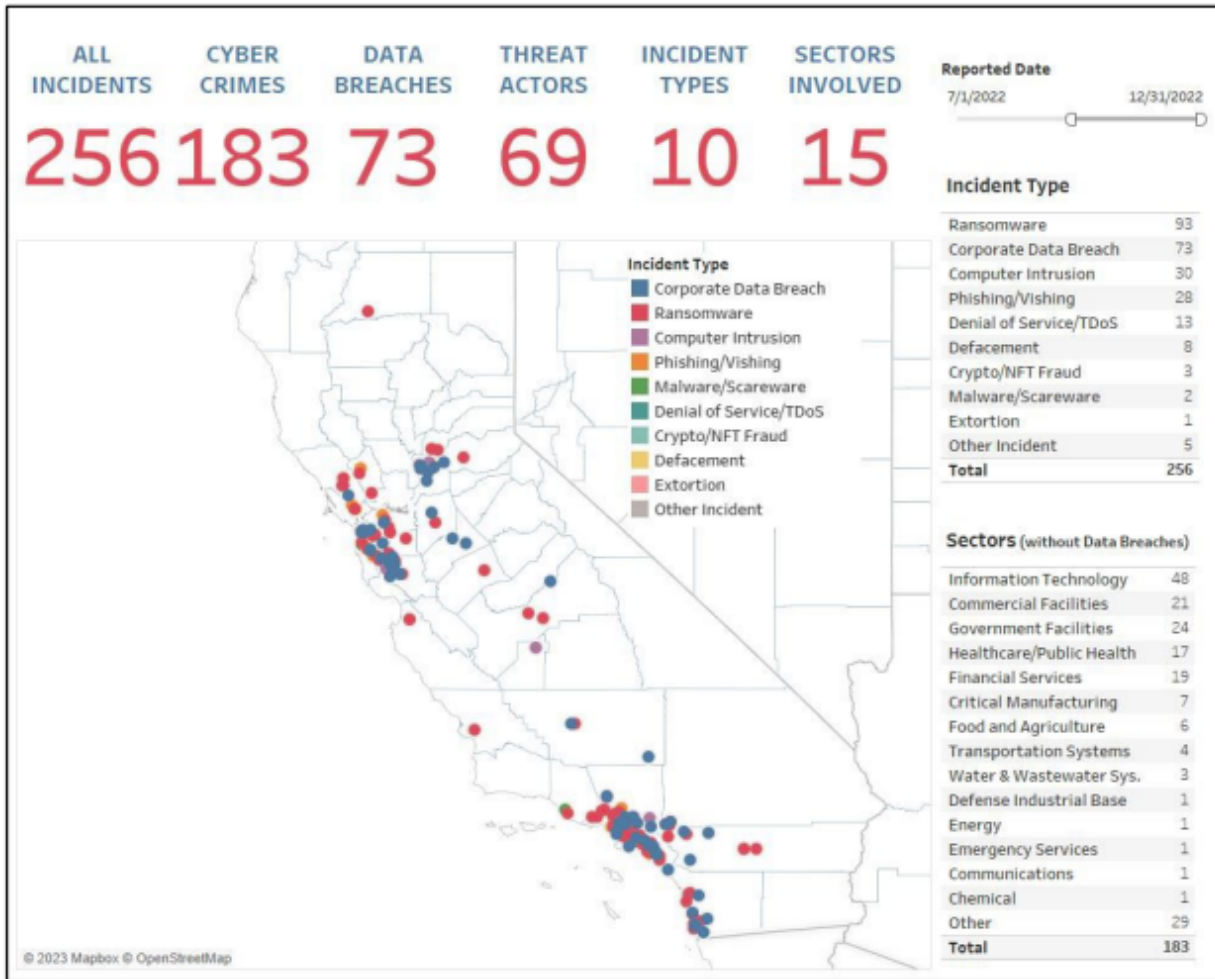 ALL INCIDENTS
256
CYBER CRIMES
183
DATA BREACHES
73
THREAT ACTORS
69
INCIDENT TYPES
10
SECTORS INVOLVED
15
Reported Date
7/1/2022 12/31/2022
Incident Type
Ransomware 93
Corporate Data Breach 73
Computer Intrusion 30
Phishing/Vishing 28
Denial of Service/TDoS 13
Defacement 8
Crypto/NFT Fraud 3
Malware/Scareware 2
Extortion 1
Other Incident 5
Total 256
Incident Type
Corporate Data Breach
Ransomware
Computer Intrusion
Phishing/Vishing
Malware/Scareware
Denial of Service/TDoS
Crypto/NFT Fraud
Defacement
Extortion
Other Incident
Sectors (without Data Breaches)
Information Technology 48
Commercial Facilities 21
Government Facilities 24
Healthcare/Public Health 17
Financial Services 19
Critical Manufacturing 7
Food and Agriculture 6
Transportation Systems 4
Water & Wastewater Sys. 3
Defense Industrial Base 1
Energy 1
Emergency Services 1
Communications 1
Chemical 1
Other 29
Total 183
© 2023 Mapbox © OpenStreetMap